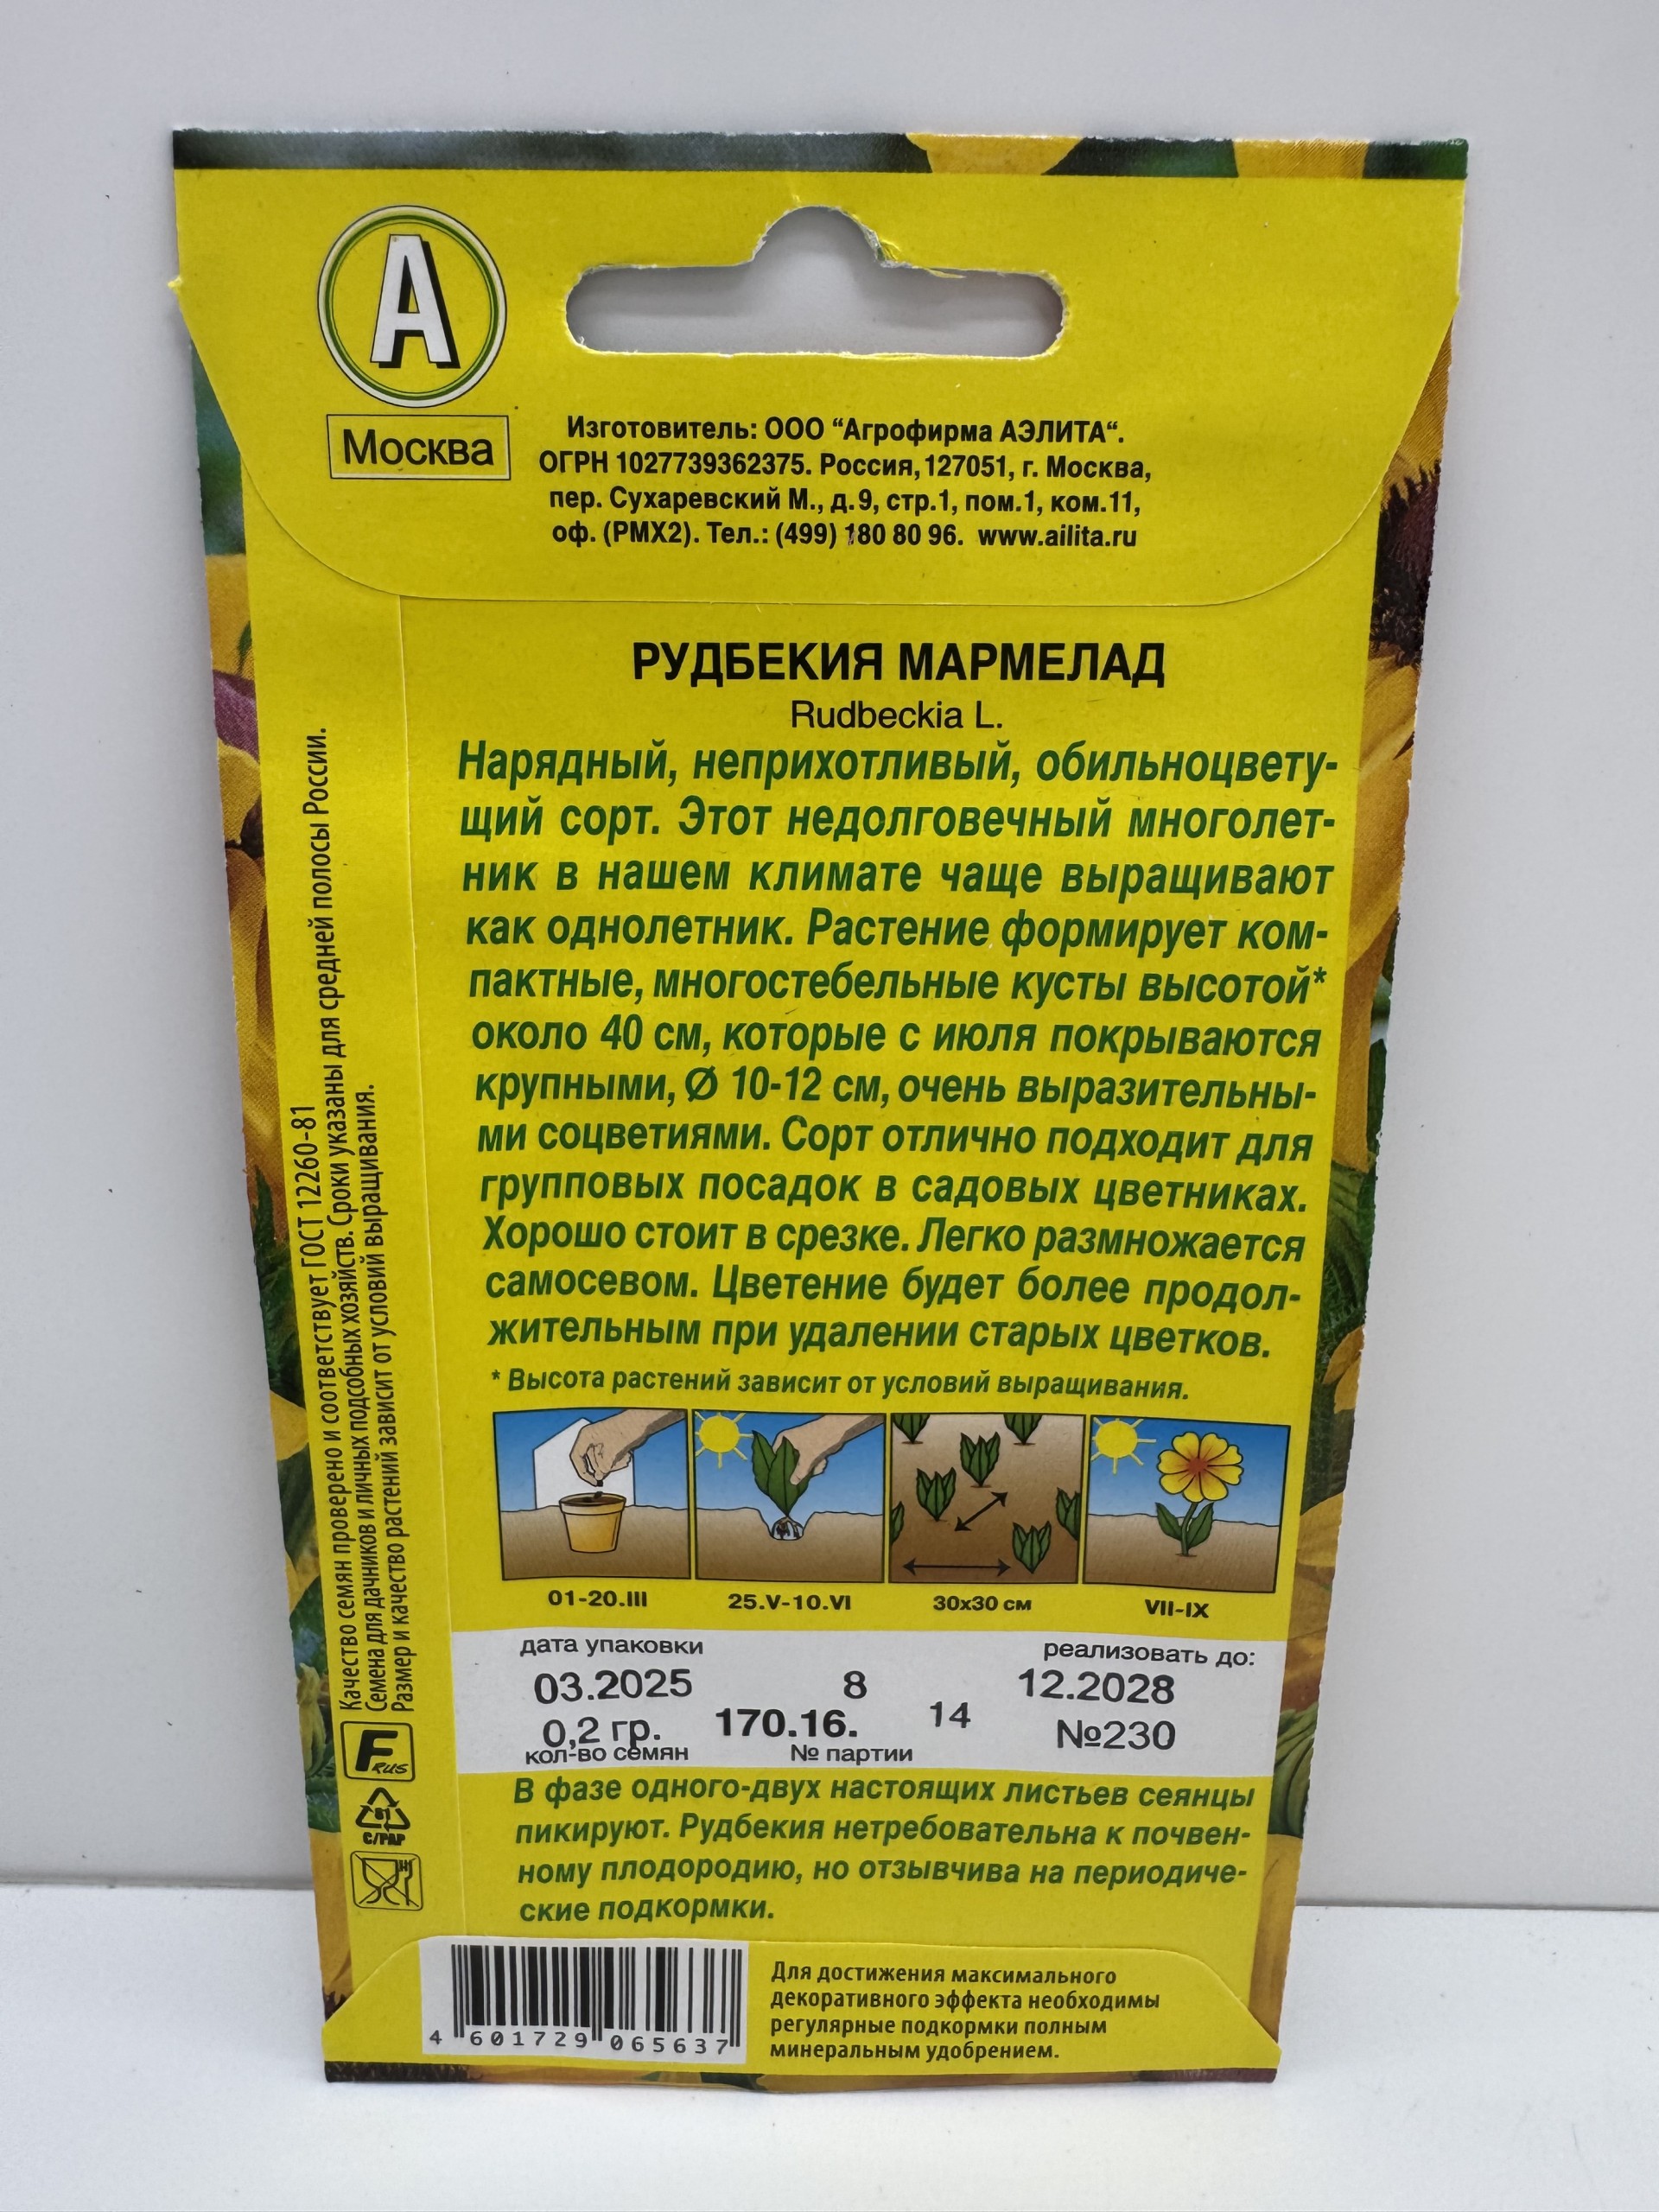 А
Москва
Изготовитель: ООО “Агрофирма АЭЛИТА“.
ОГРН 1027739362375. Россия, 127051, г. Москва,
пер. Сухаревский М., д.9, стр.1, пом.1, ком.11,
оф. (РМХ2). Тел.: (499) 180 80 96. www.ailita.ru
РУДБЕКИЯ МАРМЕЛАД
Rudbeckia L.
Нарядный, неприхотливый, обильноцвету-
щий сорт. Этот недолговечный многолет-
ник в нашем климате чаще выращивают
как однолетник. Растение формирует ком-
пактные, многостебельные кусты высотой*
около 40 см, которые с июля покрываются
крупными, Ø 10-12 см, очень выразительны-
ми соцветиями. Сорт отлично подходит для
групповых посадок в садовых цветниках.
Хорошо стоит в срезке. Легко размножается
самосевом. Цветение будет более продол-
жительным при удалении старых цветков.
* Высота растений зависит от условий выращивания.
01-20.III
25.V-10.VI
30x30 см
VII-IX
дата упаковки
реализовать до:
03.2025 8 12.2028
0,2 гр. 170.16. 14 №230
кол-во семян
№ партии
В фазе одного-двух настоящих листьев сеянцы
пикируют. Рудбекия нетребовательна к почвен-
ному плодородию, но отзывчива на периодиче-
ские подкормки.
Качество семян проверено и соответствует ГОСТ 12260-81
Семена для дачников и личных подсобных хозяйств. Сроки указаны для средней полосы России.
Размер и качество растений зависит от условий выращивания.
F RUS
81
C/PAP
4 601729 065637
Для достижения максимального
декоративного эффекта необходимы
регулярные подкормки полным
минеральным удобрением.